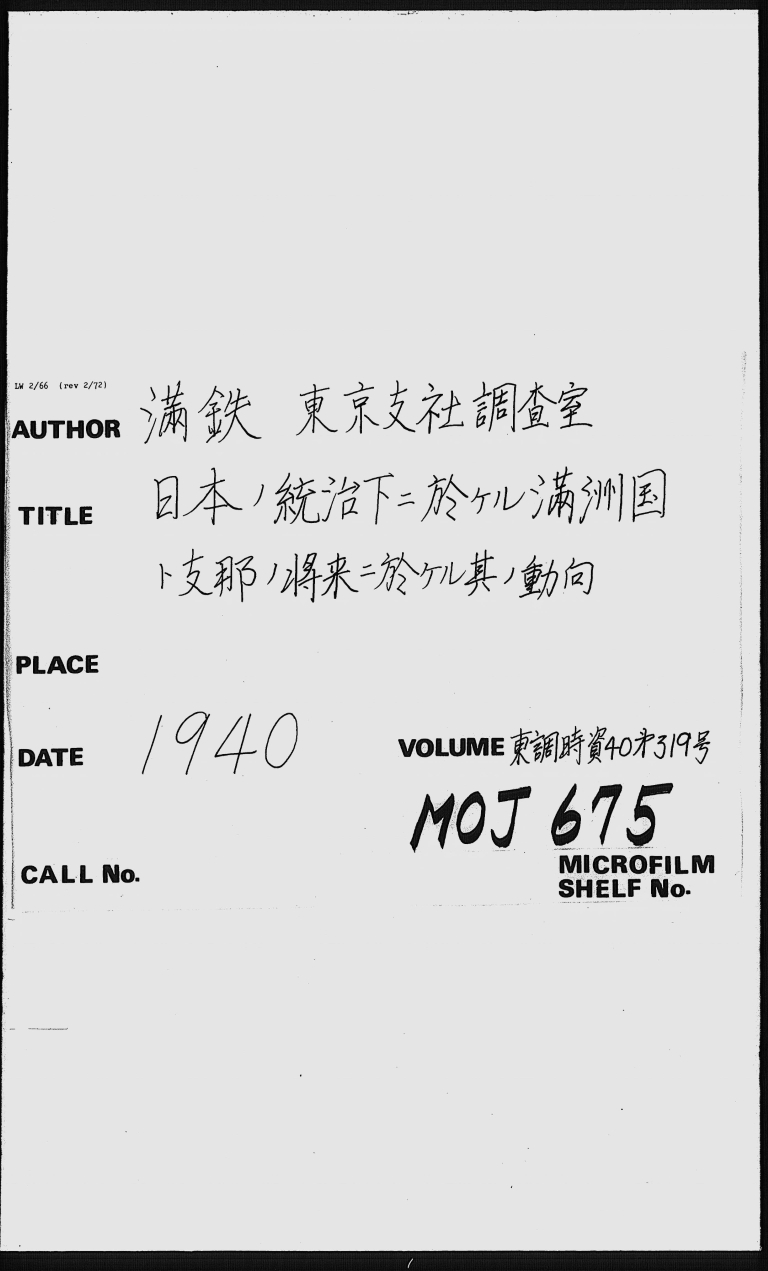 LW 2/66 (rev 2/72)
AUTHOR 満鉄 東京支社調査室
TITLE 日本ノ統治下ニ於ケル満洲国
ト支那ノ将来ニ於ケル其ノ動向
PLACE
DATE 1940
VOLUME 東調時資40第319号
MOJ 675
CALL No.
MICROFILM
SHELF No.